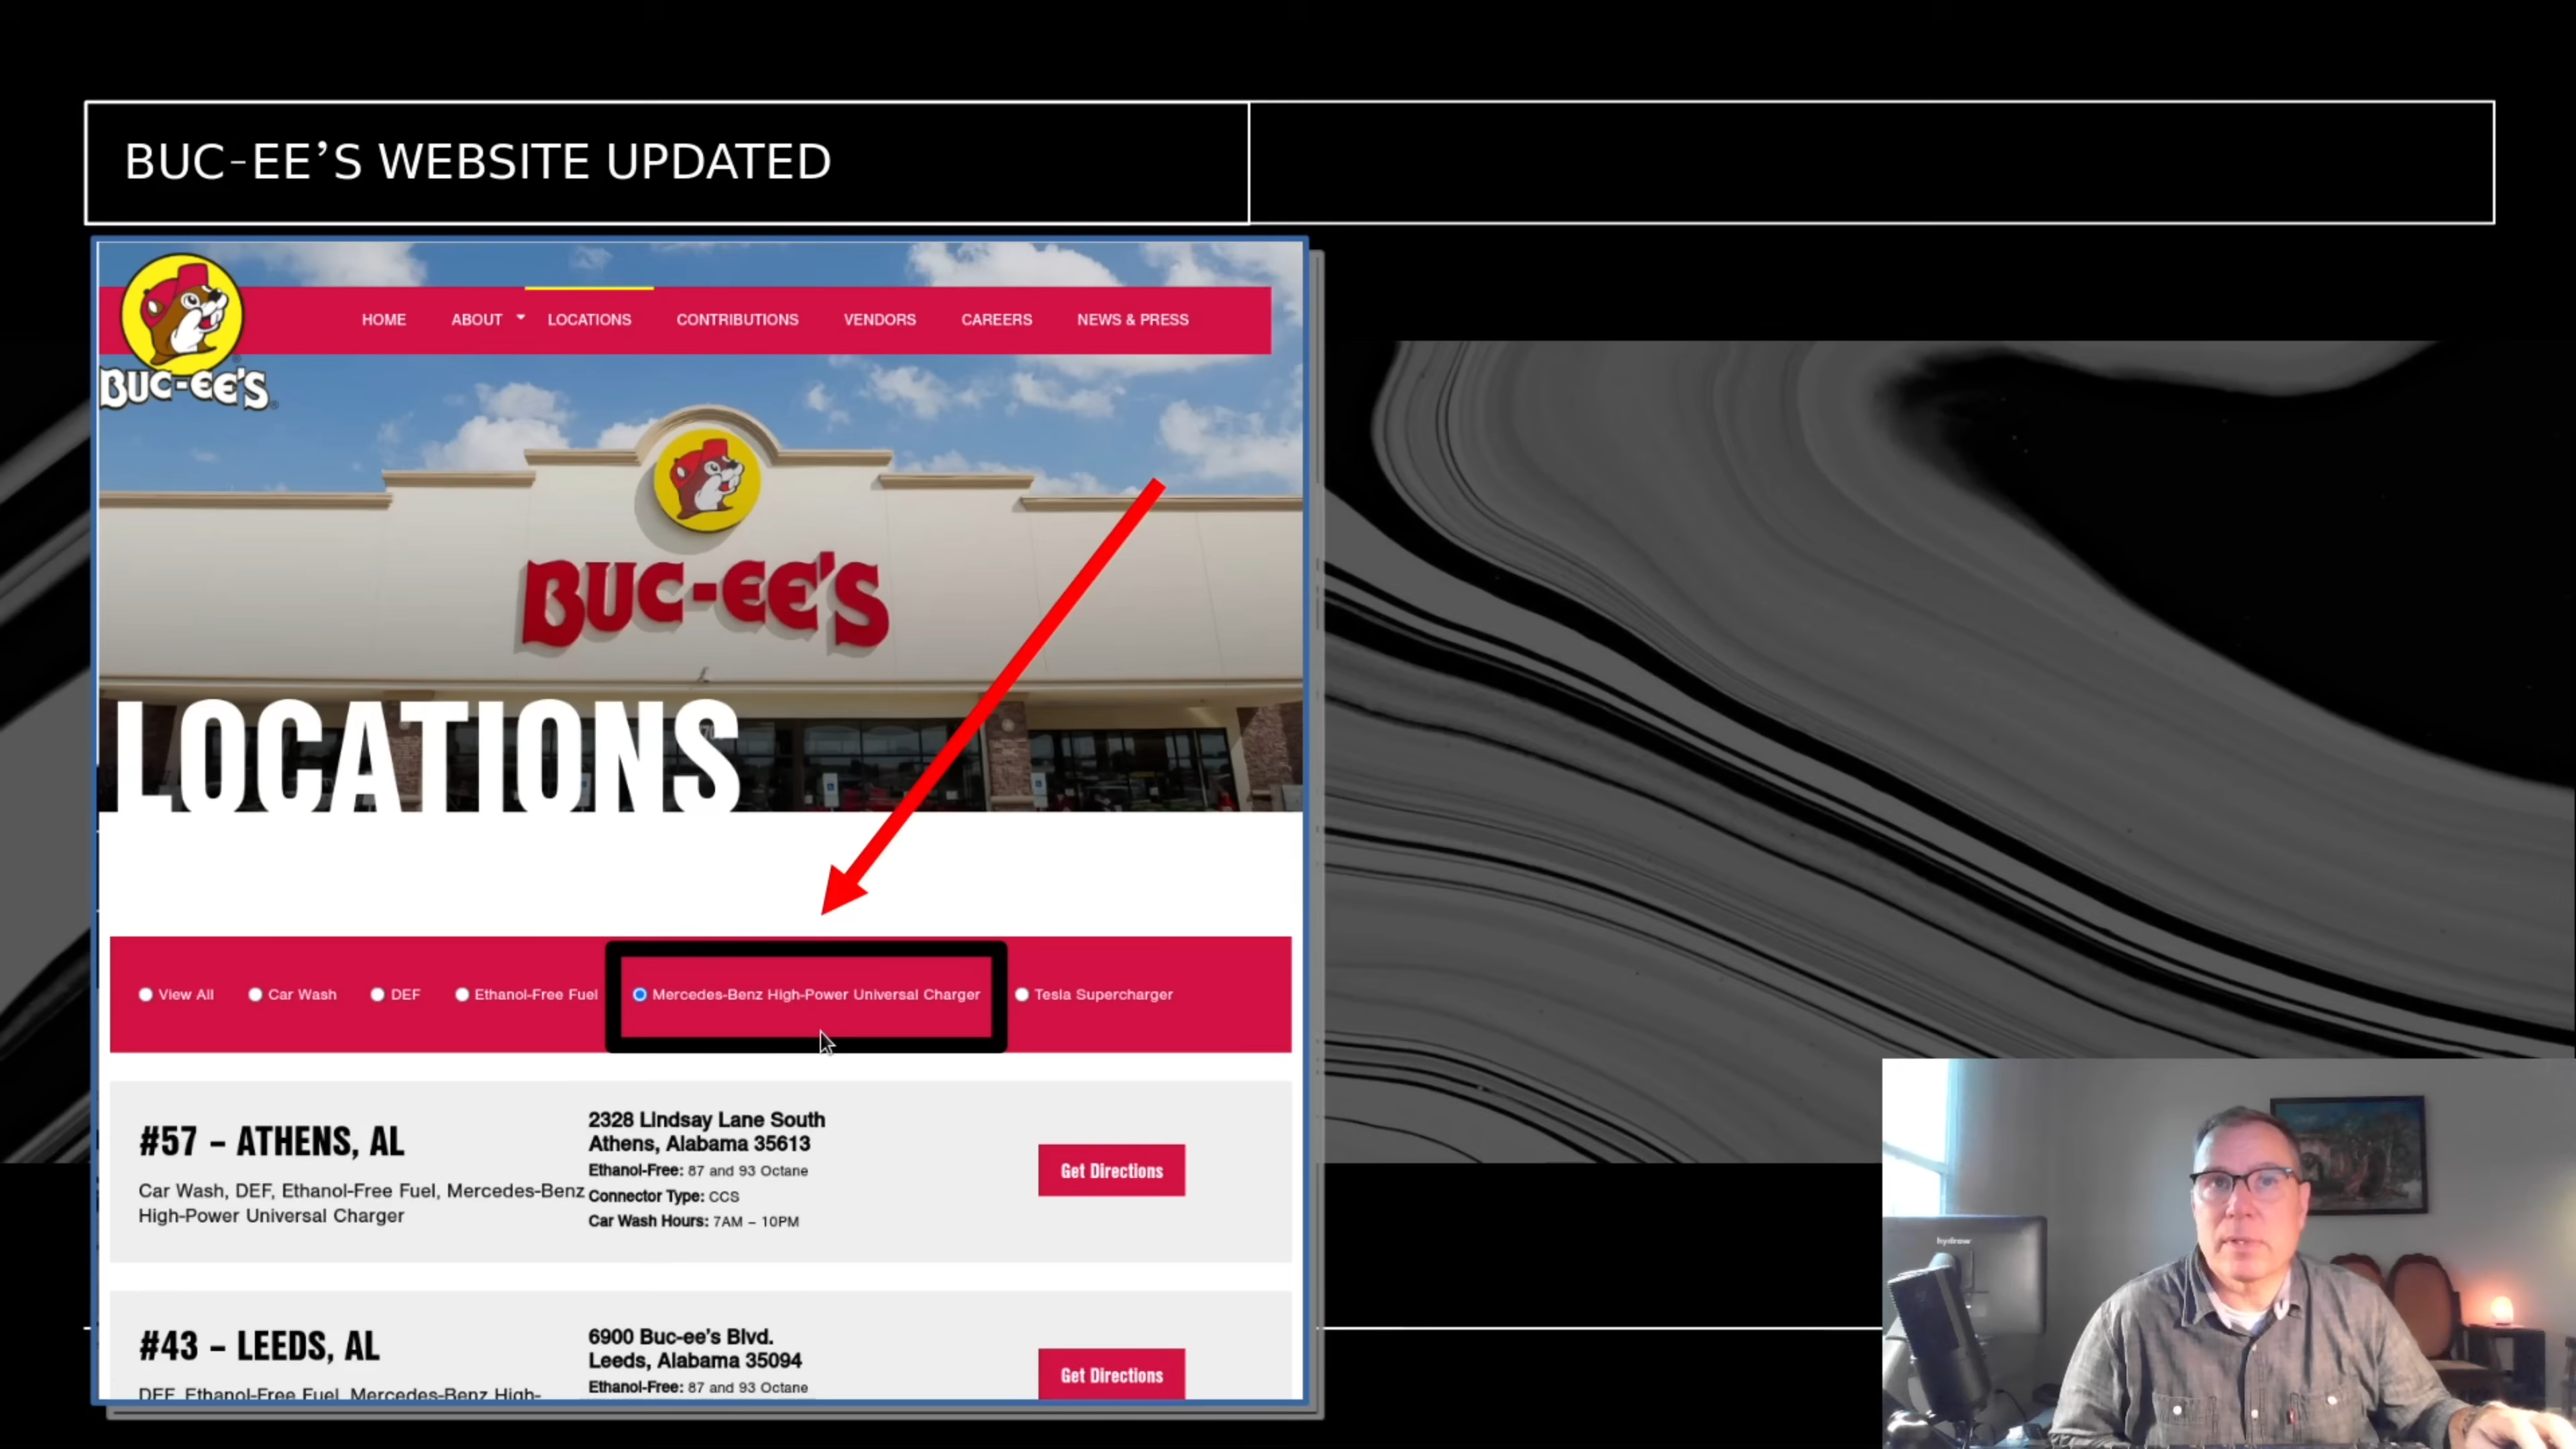 BUC-EE’S WEBSITE UPDATED
HOME ABOUT LOCATIONS CONTRIBUTIONS VENDORS CAREERS NEWS & PRESS
BUC-EE'S
BUC-EE'S
LOCATIONS
View All Car Wash DEF Ethanol-Free Fuel Mercedes-Benz High-Power Universal Charger Tesla Supercharger
#57 – ATHENS, AL
Car Wash, DEF, Ethanol-Free Fuel, Mercedes-Benz
High-Power Universal Charger
2328 Lindsay Lane South
Athens, Alabama 35613
Ethanol-Free: 87 and 93 Octane
Connector Type: CCS
Car Wash Hours: 7AM – 10PM
Get Directions
#43 – LEEDS, AL
DEF, Ethanol-Free Fuel, Mercedes-Benz High-
6900 Buc-ee’s Blvd.
Leeds, Alabama 35094
Ethanol-Free: 87 and 93 Octane
Get Directions
hydrow